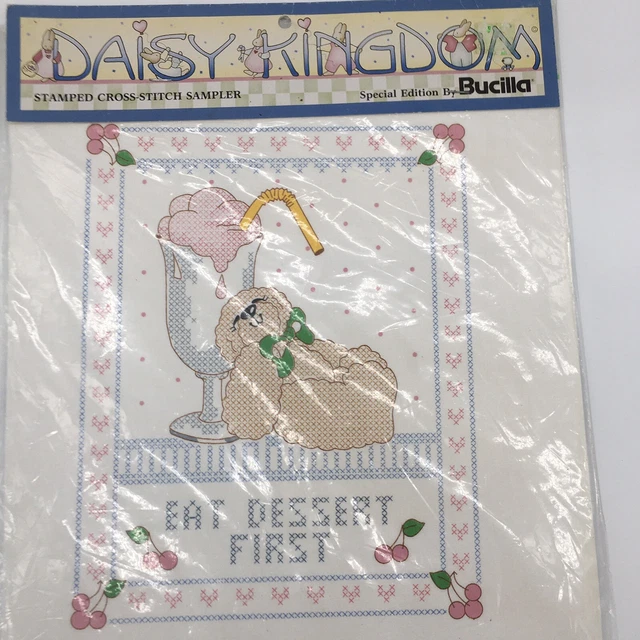 DAISY KINGDOM
STAMPED CROSS-STITCH SAMPLER Special Edition By Bucilla
EAT DESSERT
FIRST